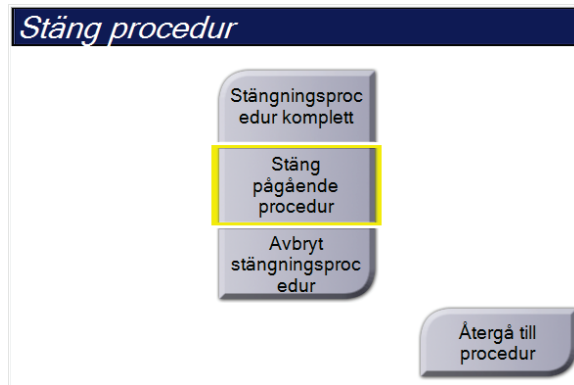 Stäng procedur
Stängningsproc
edur komplett
Stäng
pågående
procedur
Avbryt
stängningsproc
edur
Återgå till
procedur